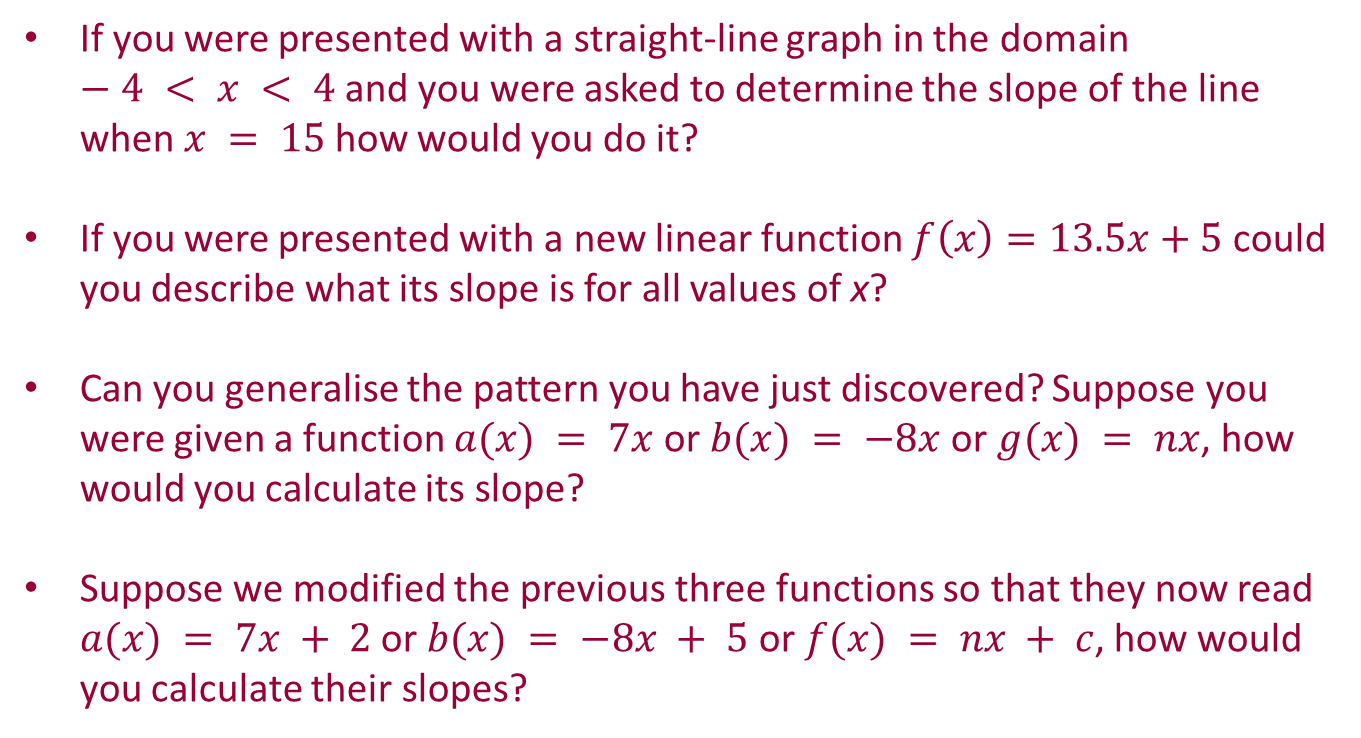 • If you were presented with a straight-line graph in the domain
− 4 < x < 4 and you were asked to determine the slope of the line
when x = 15 how would you do it?
• If you were presented with a new linear function f(x) = 13.5x + 5 could
you describe what its slope is for all values of x?
• Can you generalise the pattern you have just discovered? Suppose you
were given a function a(x) = 7x or b(x) = −8x or g(x) = nx, how
would you calculate its slope?
• Suppose we modified the previous three functions so that they now read
a(x) = 7x + 2 or b(x) = −8x + 5 or f(x) = nx + c, how would
you calculate their slopes?